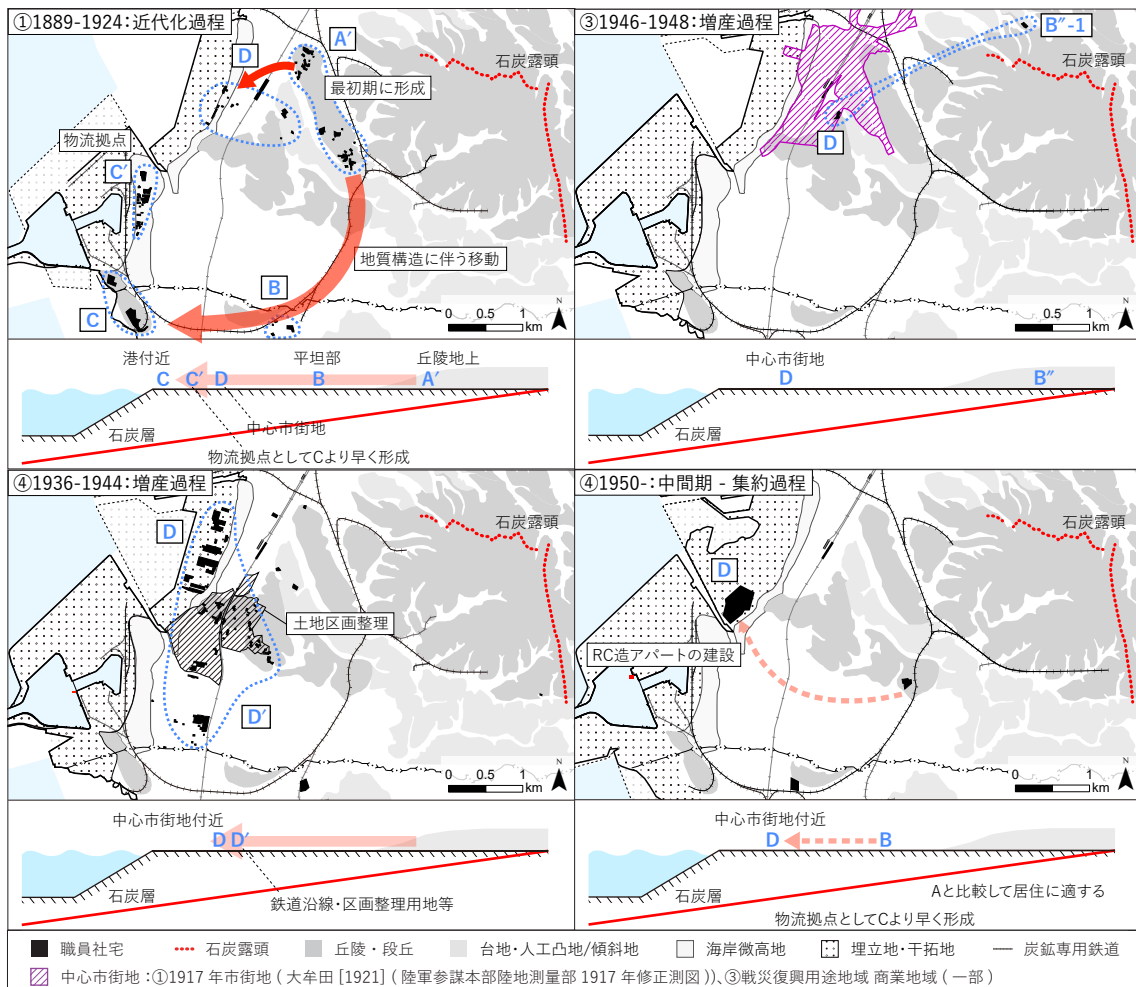 ①1889-1924：近代化過程
A′
D
最初期に形成
物流拠点
C′
地質構造に伴う移動
B
C
N
0 0.5 1
km
港付近 平坦部 丘陵地上
C C′ D B A′
石炭層
中心市街地
物流拠点としてCより早く形成
③1946-1948：増産過程
B″-1
石炭露頭
D
N
0 0.5 1
km
中心市街地
D B″
石炭層
④1936-1944：増産過程
D
石炭露頭
土地区画整理
D′
N
0 0.5 1
km
中心市街地付近
D D′
石炭層
鉄道沿線・区画整理用地等
④1950-：中間期 - 集約過程
石炭露頭
D
RC造アパートの建設
N
0 0.5 1
km
中心市街地付近
D B
石炭層
Aと比較して居住に適する
物流拠点としてCより早く形成
職員社宅 石炭露頭 丘陵・段丘 台地・人工凸地/傾斜地 海岸微高地 埋立地・干拓地 炭鉱専用鉄道
中心市街地：①1917 年市街地 ( 大牟田 [1921] ( 陸軍参謀本部陸地測量部 1917 年修正測図 ))、③戦災復興用途地域 商業地域 ( 一部 )